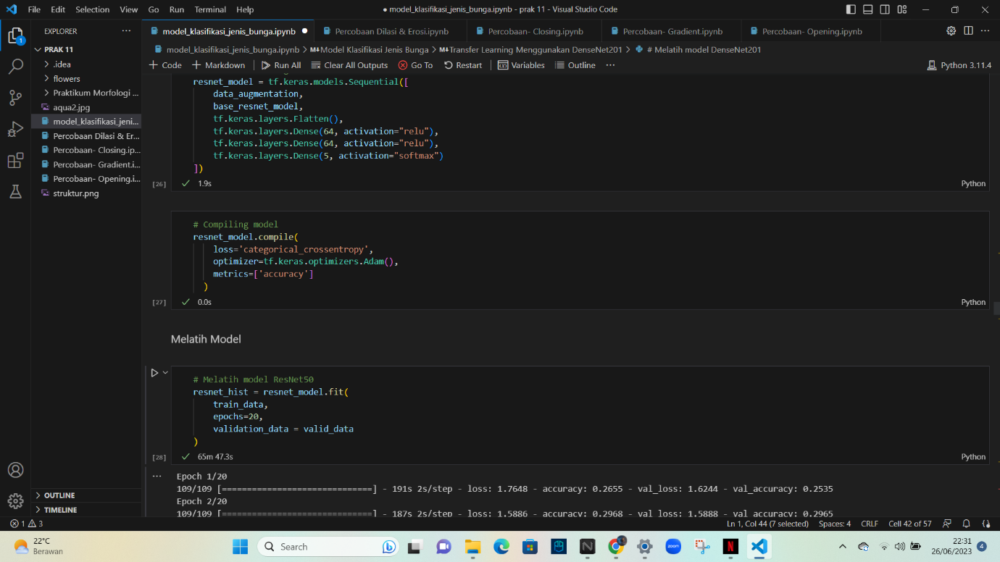 File Edit Selection View Go Run Terminal Help
● model_klasifikasi_jenis_bunga.ipynb - prak 11 - Visual Studio Code
EXPLORER
model_klasifikasi_jenis_bunga.ipynb ●
Percobaan Dilasi & Erosi.ipynb
Percobaan- Closing.ipynb
Percobaan- Gradient.ipynb
Percobaan- Opening.ipynb
model_klasifikasi_jenis_bunga.ipynb > M↓Model Klasifikasi Jenis Bunga > M↓Transfer Learning Menggunakan DenseNet201 > # Melatih model DenseNet201
+ Code + Markdown Run All Clear All Outputs Go To Restart Variables Outline ···
Python 3.11.4
1
PRAK 11
.idea
flowers
Praktikum Morfologi ...
aqua2.jpg
model_klasifikasi_jeni...
Percobaan Dilasi & Er...
Percobaan- Closing.ip...
Percobaan- Gradient.i...
Percobaan- Opening.i...
struktur.png
OUTLINE
TIMELINE
resnet_model = tf.keras.models.Sequential([
data_augmentation,
base_resnet_model,
tf.keras.layers.Flatten(),
tf.keras.layers.Dense(64, activation="relu"),
tf.keras.layers.Dense(64, activation="relu"),
tf.keras.layers.Dense(5, activation="softmax")
])
[26] ✓ 1.9s Python
# Compiling model
resnet_model.compile(
loss='categorical_crossentropy',
optimizer=tf.keras.optimizers.Adam(),
metrics=['accuracy']
)
[27] ✓ 0.0s Python
Melatih Model
# Melatih model ResNet50
resnet_hist = resnet_model.fit(
train_data,
epochs=20,
validation_data = valid_data
)
[28] ✓ 65m 47.3s Python
Epoch 1/20
109/109 [==============================] - 191s 2s/step - loss: 1.7648 - accuracy: 0.2655 - val_loss: 1.6244 - val_accuracy: 0.2535
Epoch 2/20
109/109 [==============================] - 187s 2s/step - loss: 1.5886 - accuracy: 0.2968 - val_loss: 1.5888 - val_accuracy: 0.2965
1 3
Ln 1, Col 44 (7 selected) Spaces: 4 CRLF Cell 42 of 57
22°C
Berawan
Search
zoom
22:31
26/06/2023
4